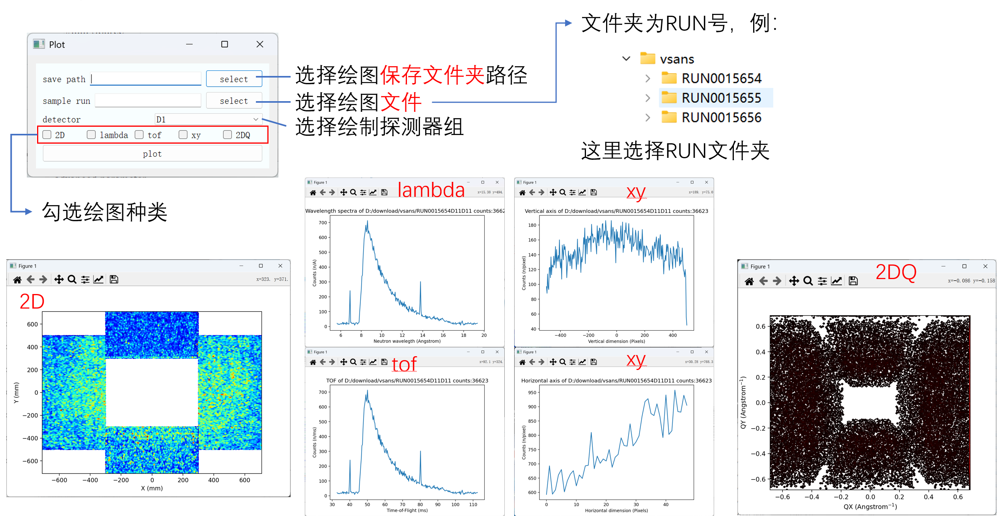 Plot
save path
select
sample run
select
detector
D1
2D
lambda
tof
xy
2DQ
plot
选择绘图保存文件夹路径
选择绘图文件
选择绘制探测器组
文件夹为RUN号，例：
vsans
RUN0015654
RUN0015655
RUN0015656
这里选择RUN文件夹
勾选绘图种类
Figure 1
x=323. y=371.
2D
600
400
200
0
−200
−400
−600
Y (mm)
−600
−400
−200
0
200
400
600
X (mm)
Figure 1
lambda
x=15.38 y=494.
Wavelength spectra of D:/download/vsans/RUN0015654D11D11 counts:3662
700
600
500
400
300
200
100
0
Counts (n/A)
6
8
10
12
14
16
18
20
Neutron wavelegth (Angstrom)
Figure 1
xy
x=189. y=75.0
Vertical axis of D:/download/vsans/RUN0015654D11D11 counts:36623
180
160
140
120
100
80
60
40
Counts (n/pixel)
−400
−200
0
200
400
Vertical dimension (Pixels)
Figure 1
tof
x=92.1 y=324.
TOF of D:/download/vsans/RUN0015654D11D11 counts:36623
700
600
500
400
300
200
100
0
Counts (n/ms)
30
40
50
60
70
80
90
100
110
Time-of-Flight (ms)
Figure 1
xy
x=30.28 y=768.3
Horizontal axis of D:/download/vsans/RUN0015654D11D11 counts:36623
950
900
850
800
750
700
650
600
Counts (n/pixel)
0
10
20
30
40
Horizontal dimension (Pixels)
Figure 1
2DQ
x=−0.086 y=−0.158
0.6
0.4
0.2
0.0
−0.2
−0.4
−0.6
QY (Angstrom⁻¹)
−0.6
−0.4
−0.2
0.0
0.2
0.4
0.6
QX (Angstrom⁻¹)